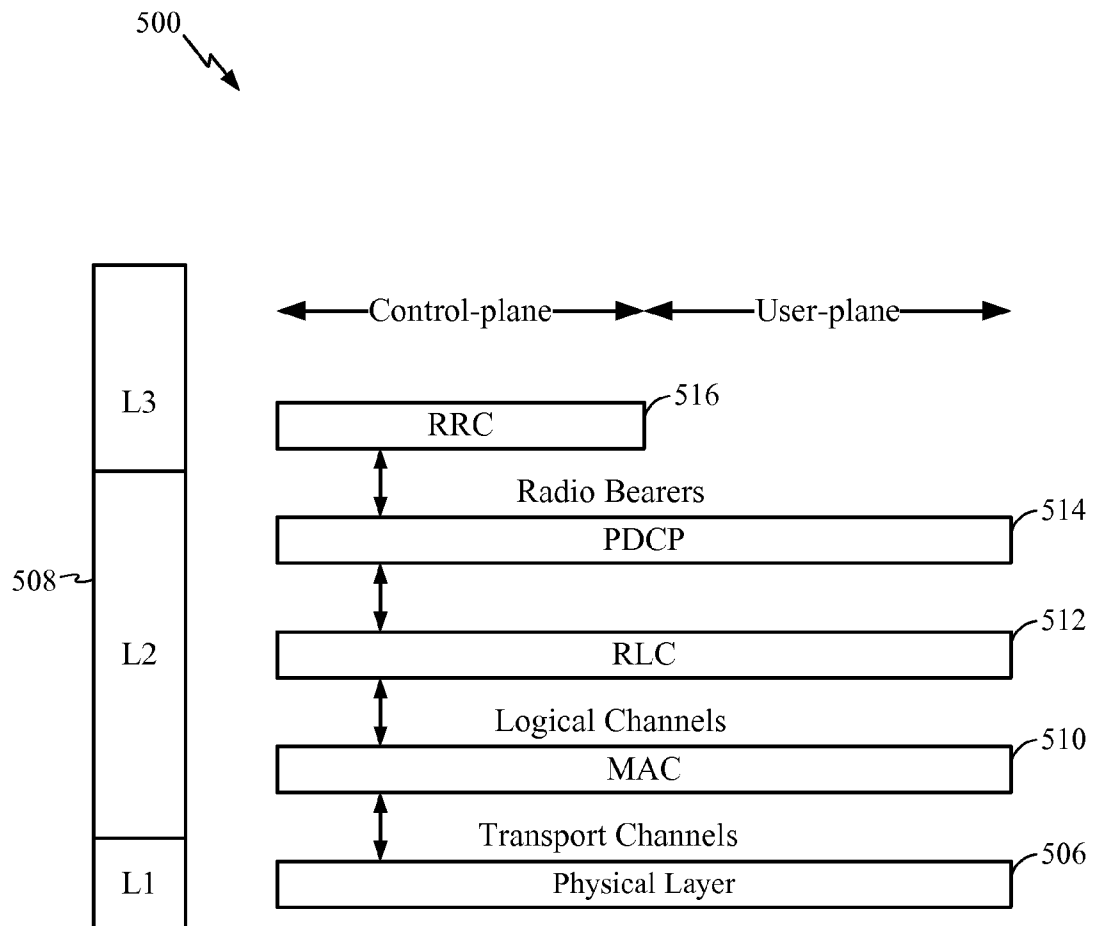 500
Control-plane User-plane
L3
RRC
516
Radio Bearers
514
PDCP
508
512
L2
RLC
Logical Channels
510
MAC
Transport Channels
506
L1
Physical Layer